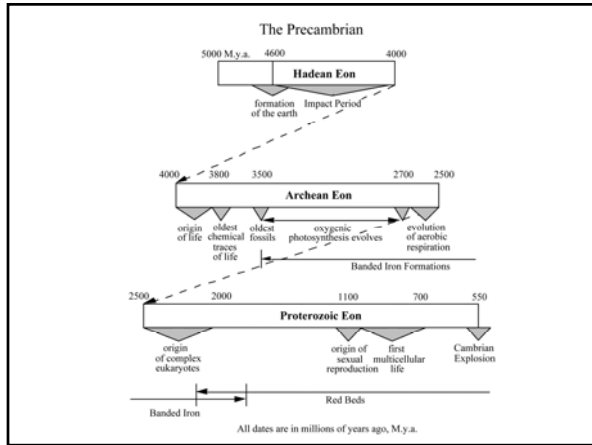 The Precambrian
5000 M.y.a. 4600 4000
Hadean Eon
formation
of the earth
Impact Period
4000 3800 3500 2700 2500
Archean Eon
origin
of life
oldest
chemical
traces
of life
oldest
fossils
oxygenic
photosynthesis evolves
evolution
of aerobic
respiration
Banded Iron Formations
2500 2000 1100 700 550
Proterozoic Eon
origin
of complex
eukaryotes
origin of
sexual
reproduction
first
multicellular
life
Cambrian
Explosion
Banded Iron
Red Beds
All dates are in millions of years ago, M.y.a.